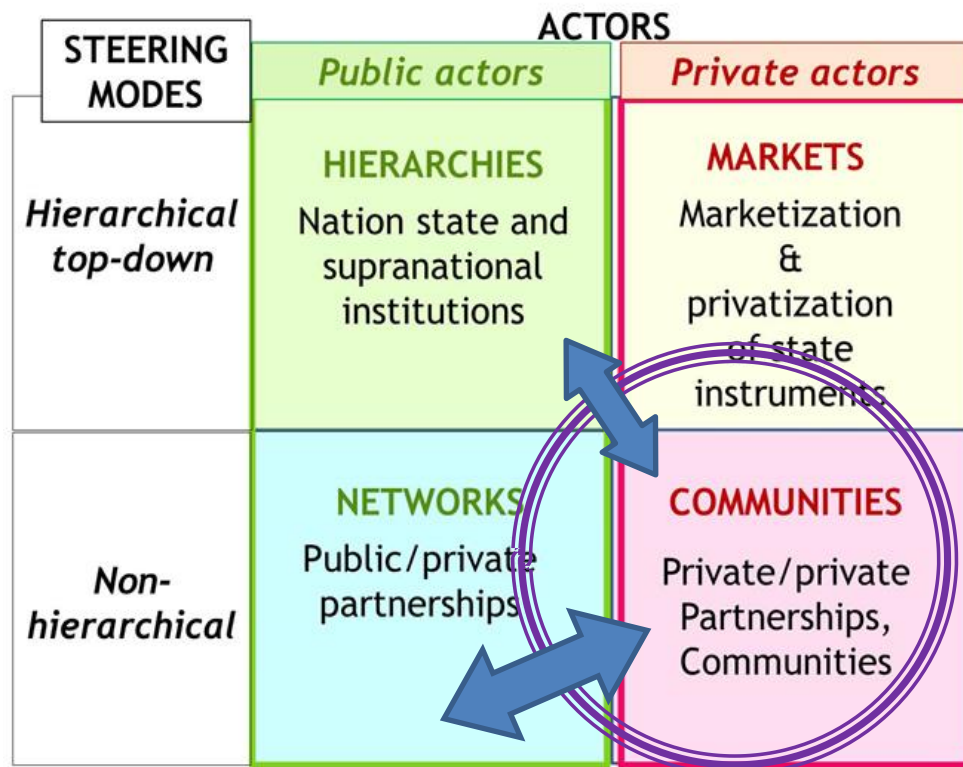 ACTORS
STEERING
MODES
Public actors
Private actors
Hierarchical
top-down
HIERARCHIES
Nation state and
supranational
institutions
MARKETS
Marketization
&
privatization
of state
instruments
Non-
hierarchical
NETWORKS
Public/private
partnerships
COMMUNITIES
Private/private
Partnerships,
Communities